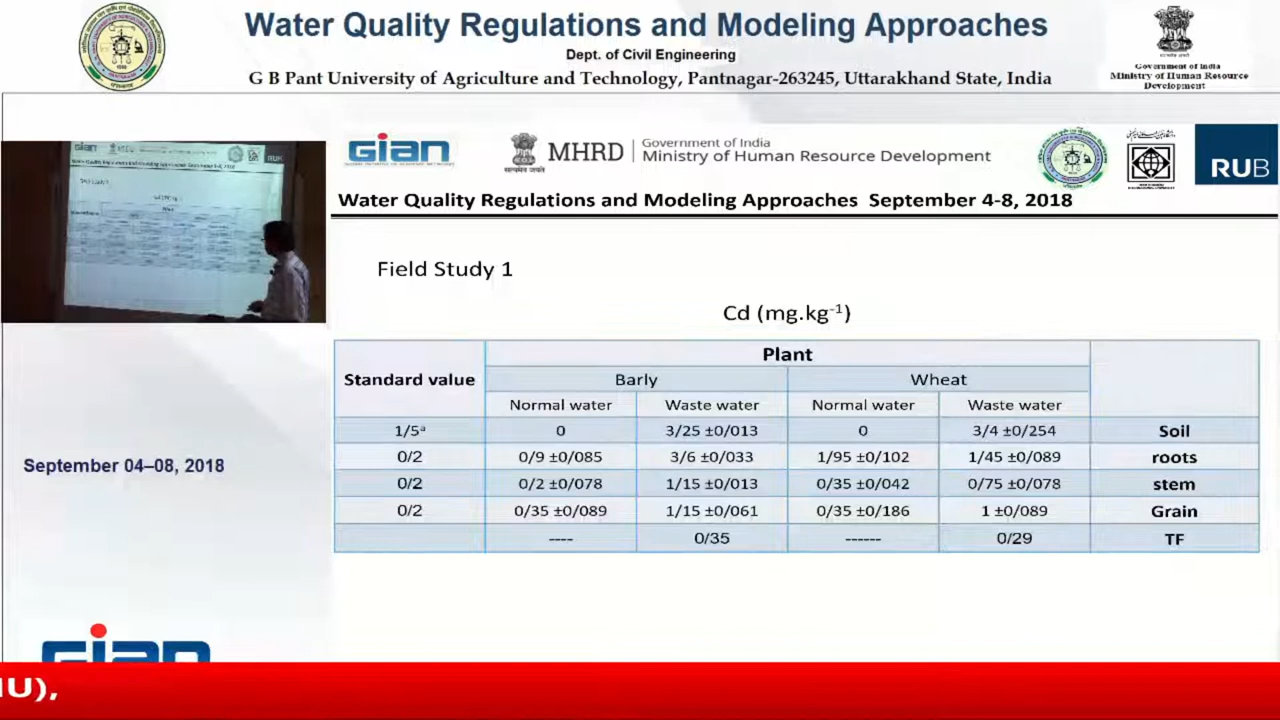 Water Quality Regulations and Modeling Approaches
Dept. of Civil Engineering
G B Pant University of Agriculture and Technology, Pantnagar-263245, Uttarakhand State, India
Government of India
Ministry of Human Resource
Development
GIAN
MHRD
Government of India
Ministry of Human Resource Development
सत्यमेव जयते
RUB
Water Quality Regulations and Modeling Approaches September 4-8, 2018
Field Study 1
Cd (mg.kg-1)
Standard value Plant
Barly Wheat
Normal water Waste water Normal water Waste water
1/5a 0 3/25 ±0/013 0 3/4 ±0/254 Soil
0/2 0/9 ±0/085 3/6 ±0/033 1/95 ±0/102 1/45 ±0/089 roots
0/2 0/2 ±0/078 1/15 ±0/013 0/35 ±0/042 0/75 ±0/078 stem
0/2 0/35 ±0/089 1/15 ±0/061 0/35 ±0/186 1 ±0/089 Grain
---- 0/35 ------ 0/29 TF
September 04–08, 2018
GIAN
IU),